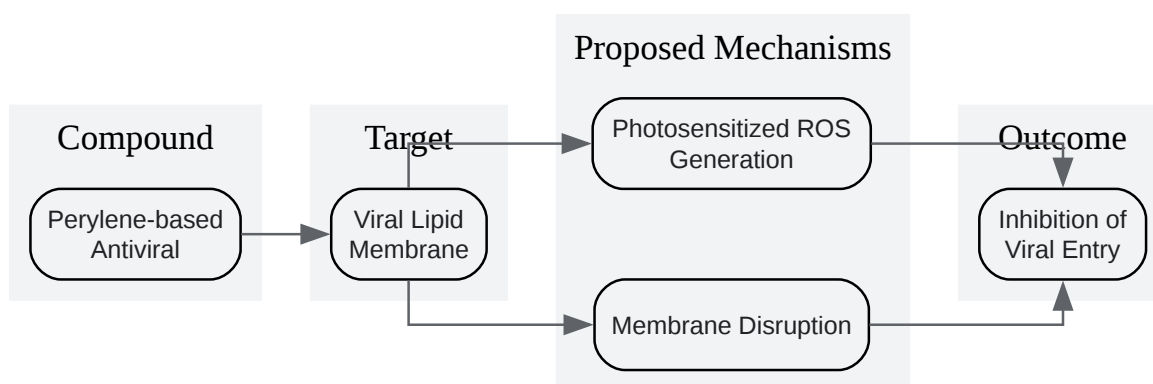 Proposed Mechanisms
Compound
Target
Outcome
Photosensitized ROS
Generation
Perylene-based
Antiviral
Viral Lipid
Membrane
Inhibition of
Viral Entry
Membrane Disruption